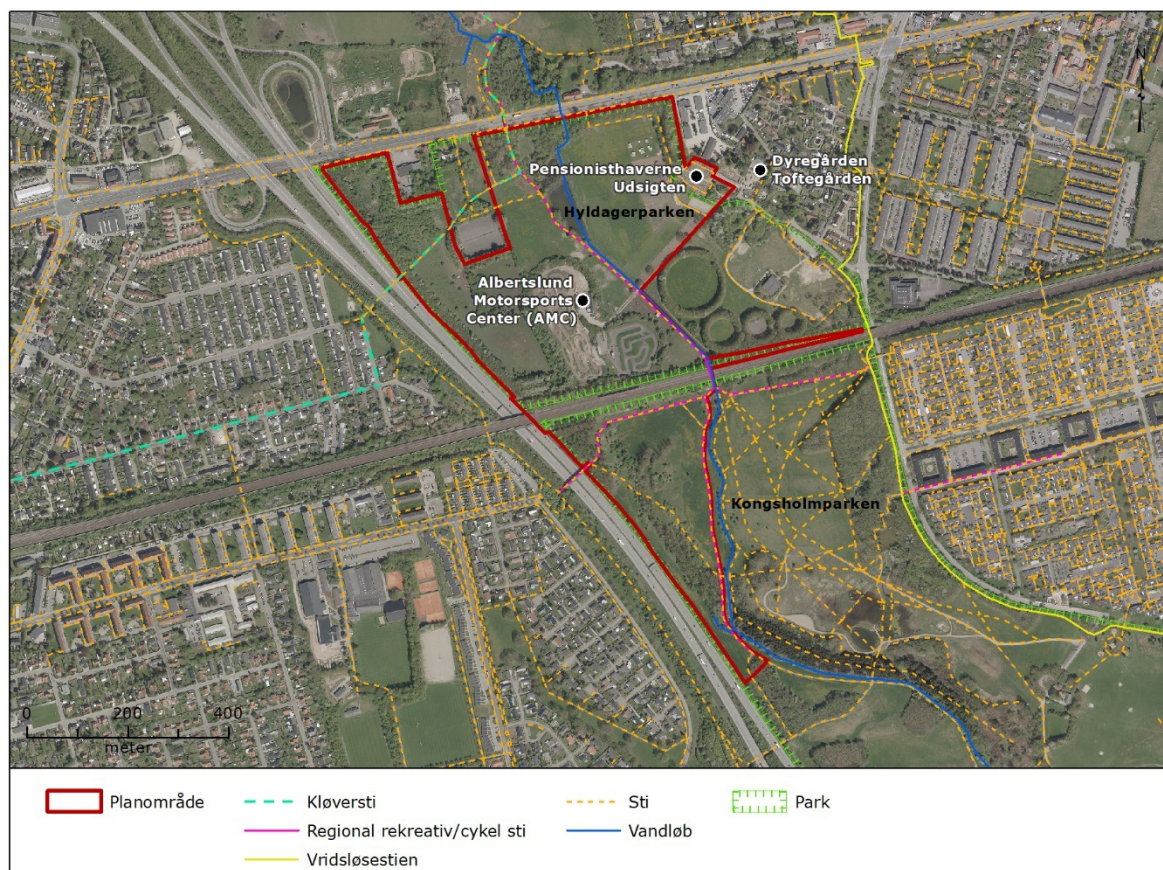 N
Pensionisthaverne
Udsigten
Dyregården
Toftegården
Hyldagerparken
Albertslund
Motorsports
Center (AMC)
Kongsholmparken
0 200 400
meter
Planområde
Kløversti
Sti
Park
Regional rekreativ/cykel sti
Vandløb
Vridsløsestien